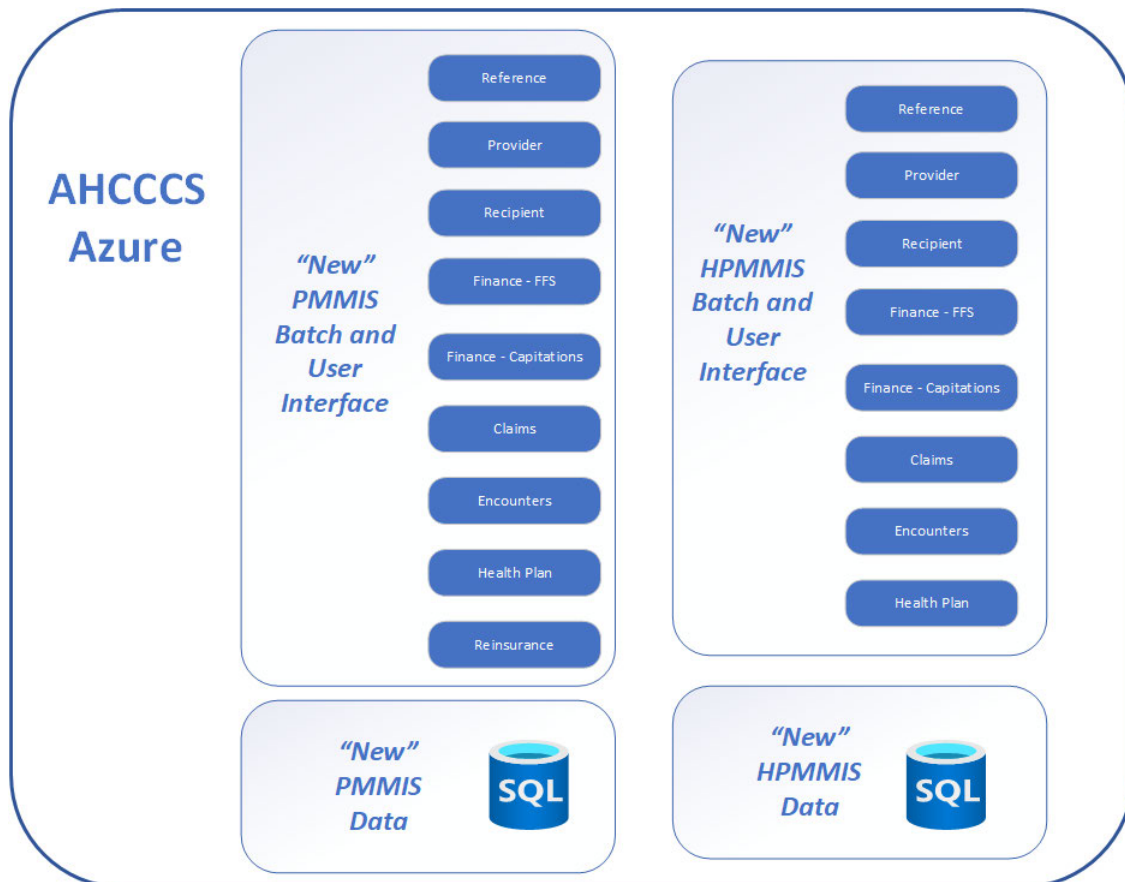 AHCCCS
Azure
“New”
PMMIS
Batch and
User
Interface
Reference
Provider
Recipient
Finance - FFS
Finance - Capitations
Claims
Encounters
Health Plan
Reinsurance
“New”
PMMIS
Data
SQL
“New”
HPMMIS
Batch and
User
Interface
Reference
Provider
Recipient
Finance - FFS
Finance - Capitations
Claims
Encounters
Health Plan
“New”
HPMMIS
Data
SQL